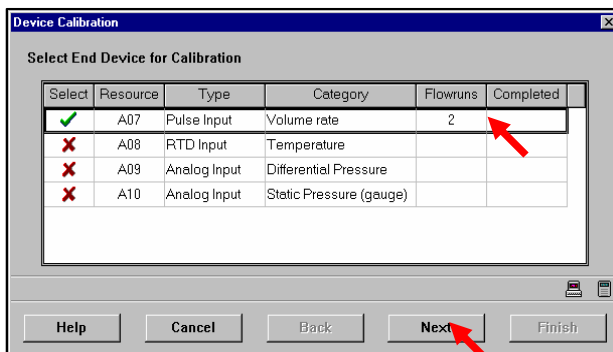 Device Calibration
Select End Device for Calibration
Select Resource Type Category Flowruns Completed
A07 Pulse Input Volume rate 2
A08 RTD Input Temperature
A09 Analog Input Differential Pressure
A10 Analog Input Static Pressure (gauge)
Help Cancel Back Next Finish